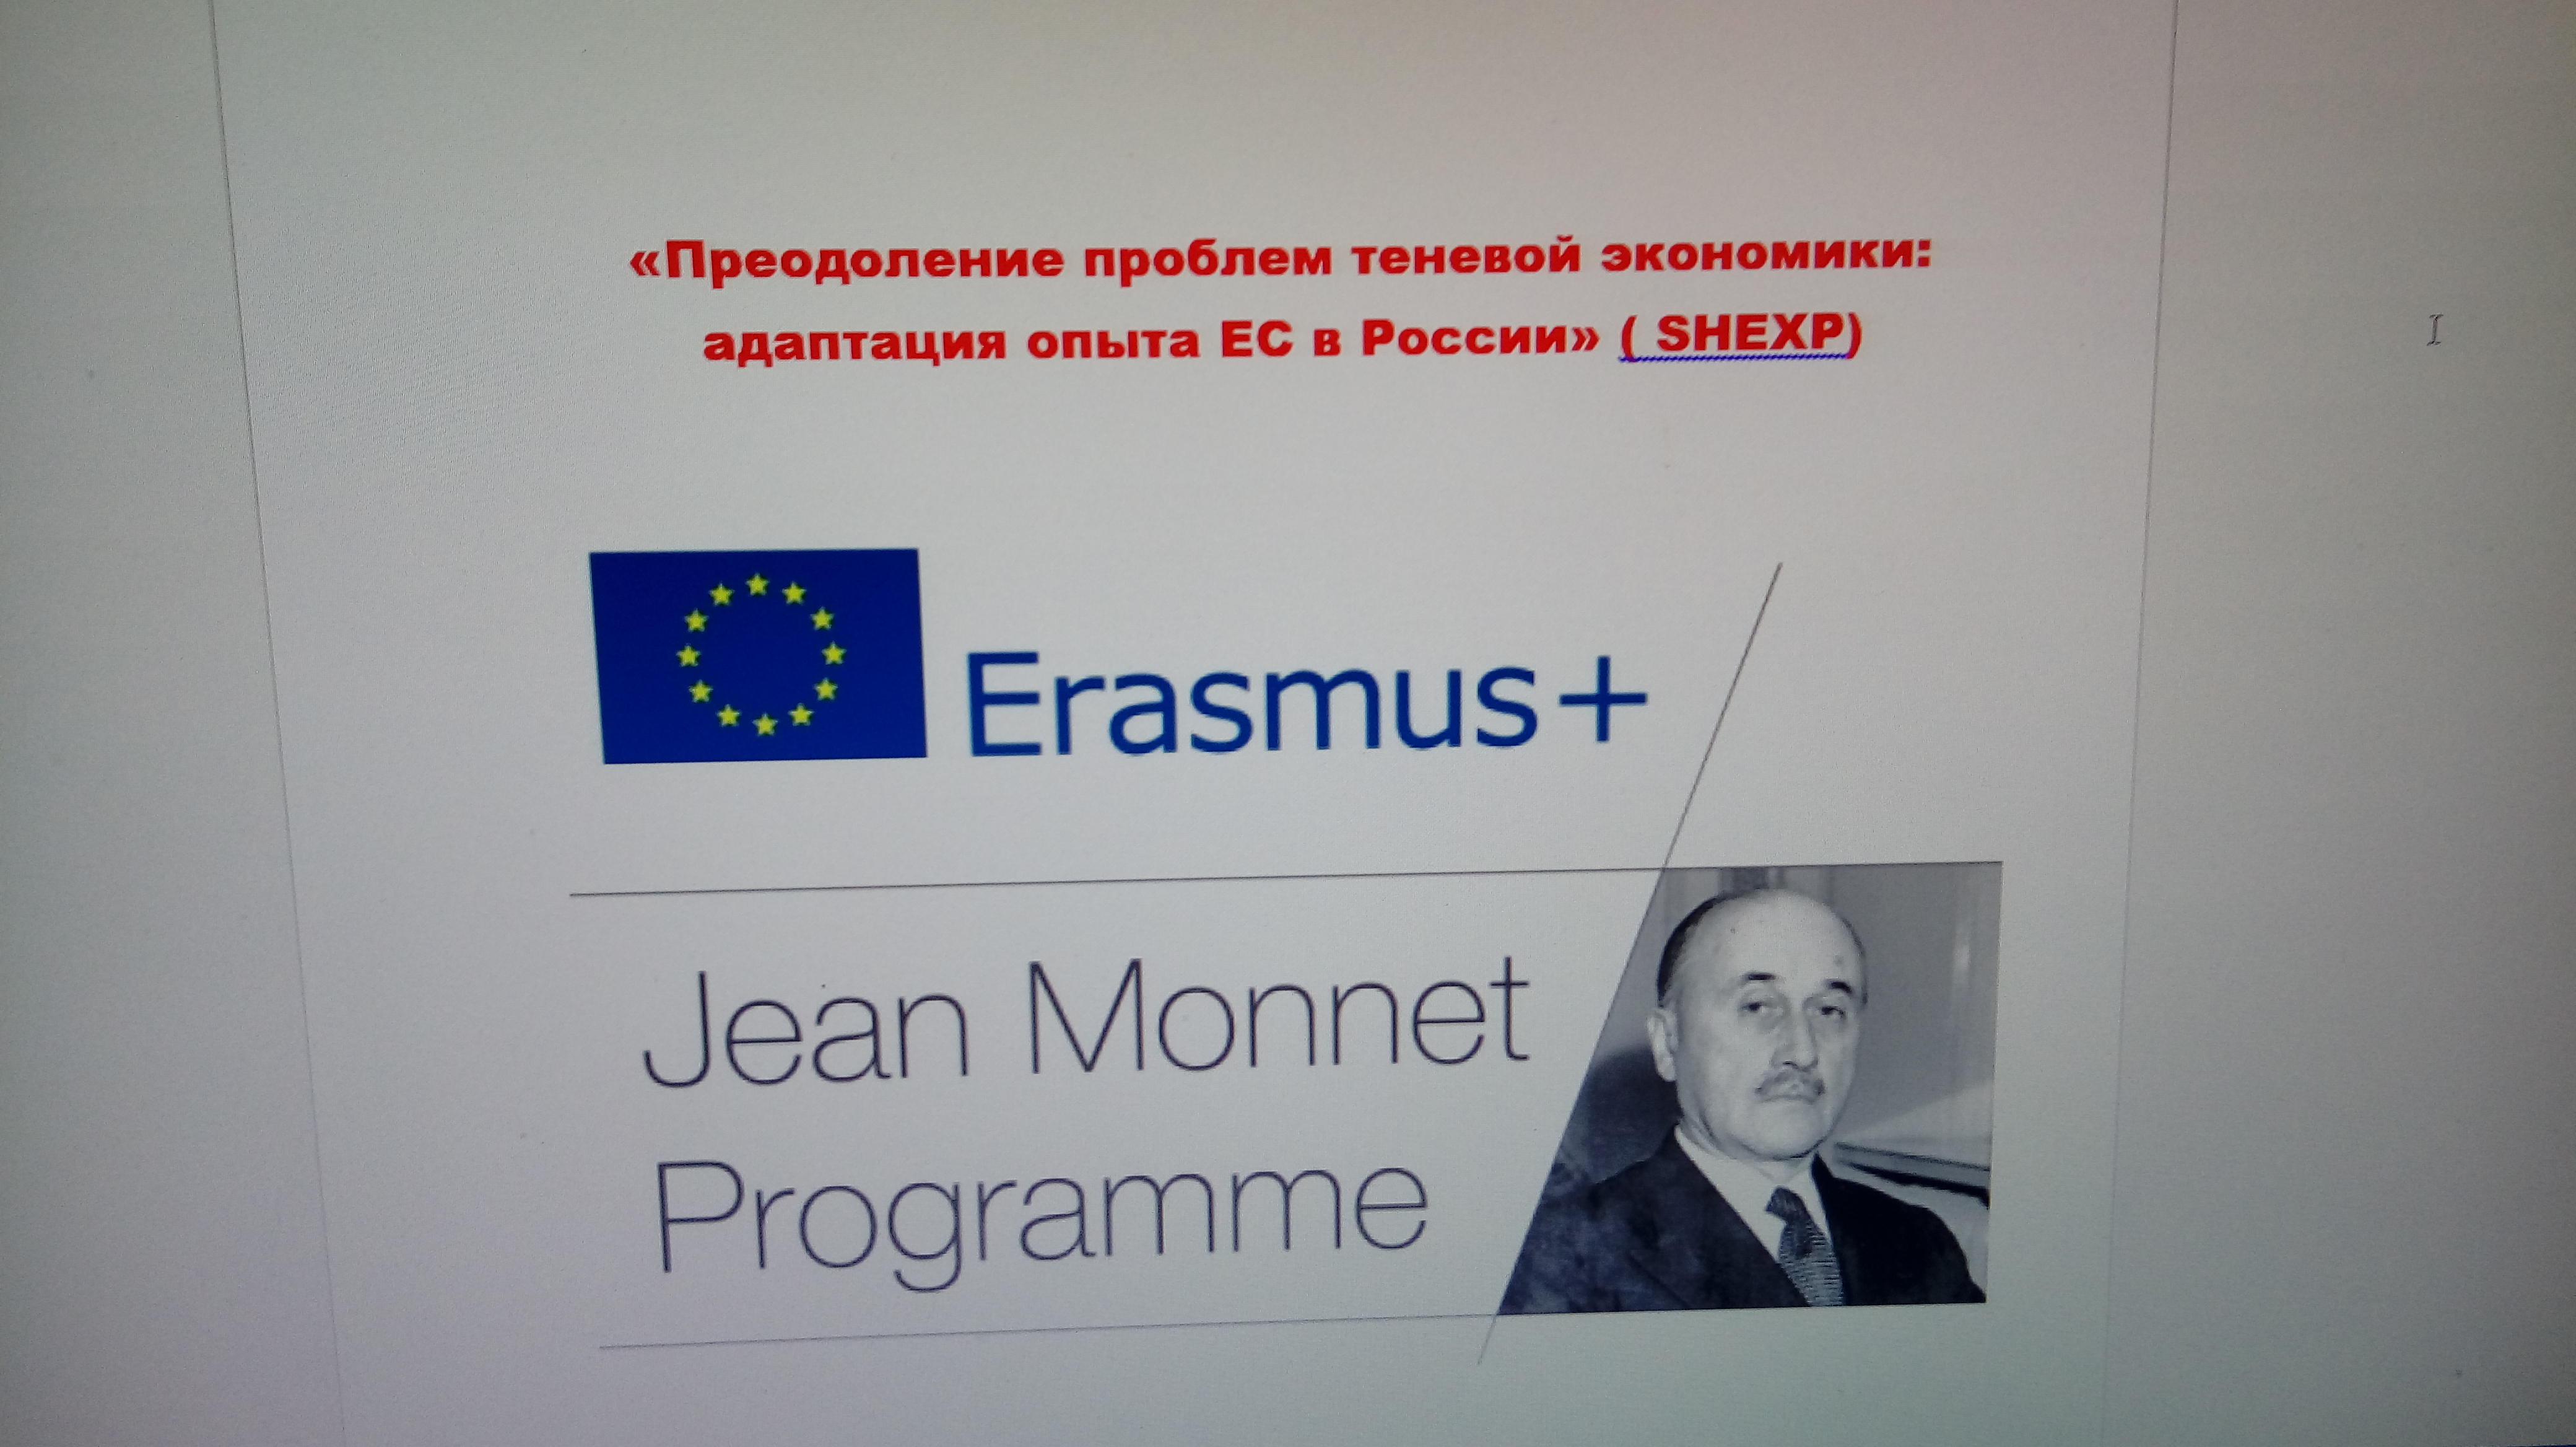 «Преодоление проблем теневой экономики:
адаптация опыта ЕС в России» ( SHEXP)
Erasmus+
Jean Monnet
Programme